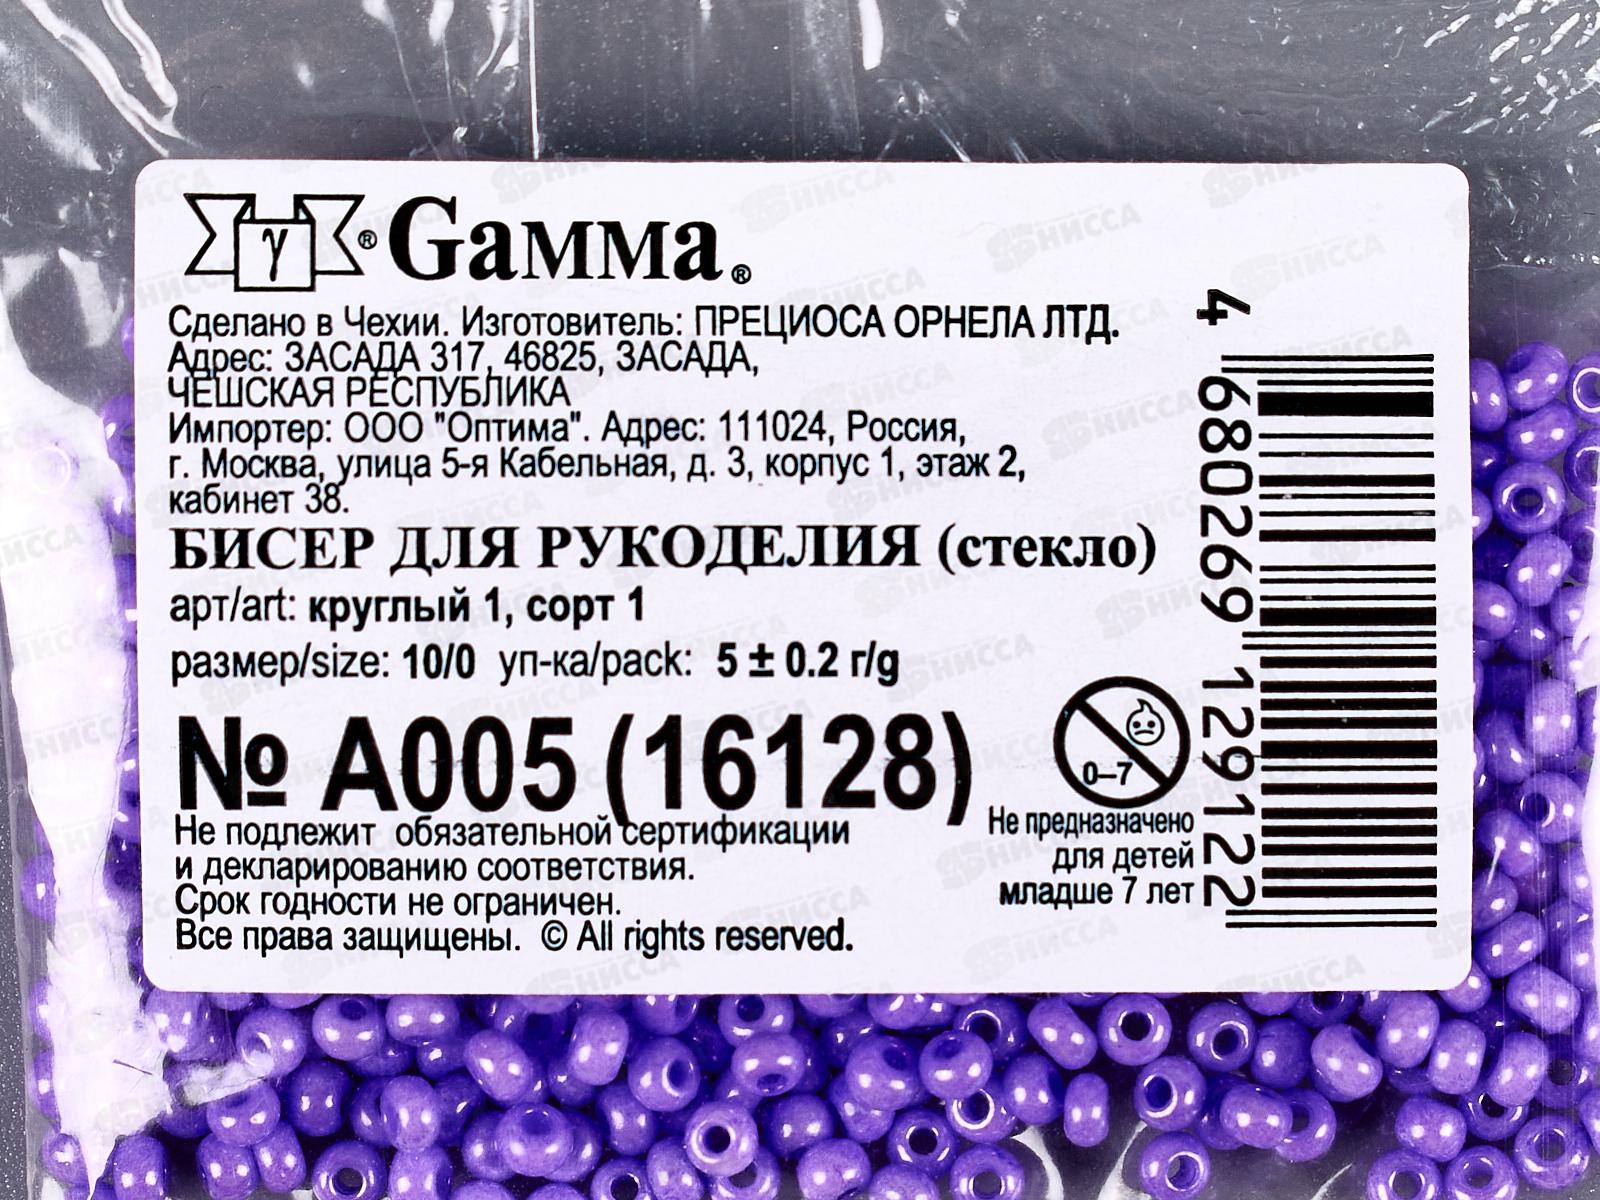 γ ® Gамма ®
Сделано в Чехии. Изготовитель: ПРЕЦИОСА ОРНЕЛА ЛТД.
Адрес: ЗАСАДА 317, 46825, ЗАСАДА,
ЧЕШСКАЯ РЕСПУБЛИКА
Импортер: ООО "Оптима". Адрес: 111024, Россия,
г. Москва, улица 5-я Кабельная, д. 3, корпус 1, этаж 2,
кабинет 38.
БИСЕР ДЛЯ РУКОДЕЛИЯ (стекло)
арт/art: круглый 1, сорт 1
размер/size: 10/0 уп-ка/pack: 5 ± 0.2 г/g
№ А005 (16128)
Не подлежит обязательной сертификации
и декларированию соответствия.
Срок годности не ограничен.
Все права защищены. © All rights reserved.
0–7
Не предназначено
для детей
младше 7 лет
4 680269 129122